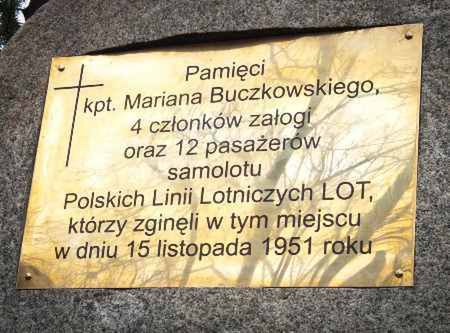 Pamięci
kpt. Mariana Buczkowskiego,
4 członków załogi
oraz 12 pasażerów
samolotu
Polskich Linii Lotniczych LOT,
którzy zginęli w tym miejscu
w dniu 15 listopada 1951 roku